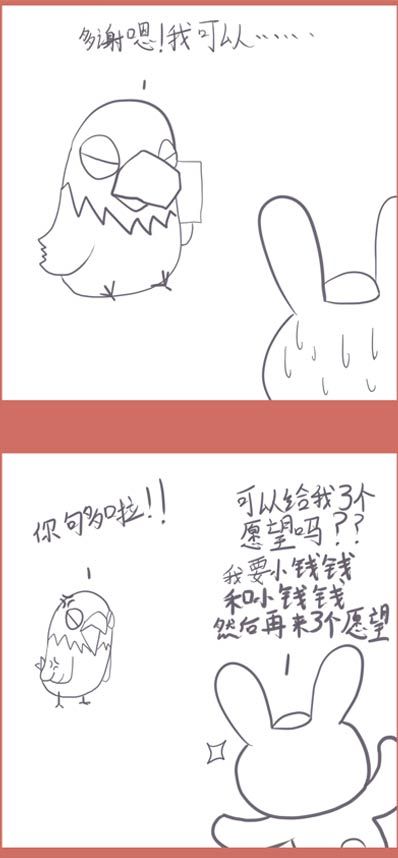 多谢嗯!我可以……
你够多啦!!
可以给我3个
愿望吗??
我要小钱钱
和小钱钱
然后再来3个愿望